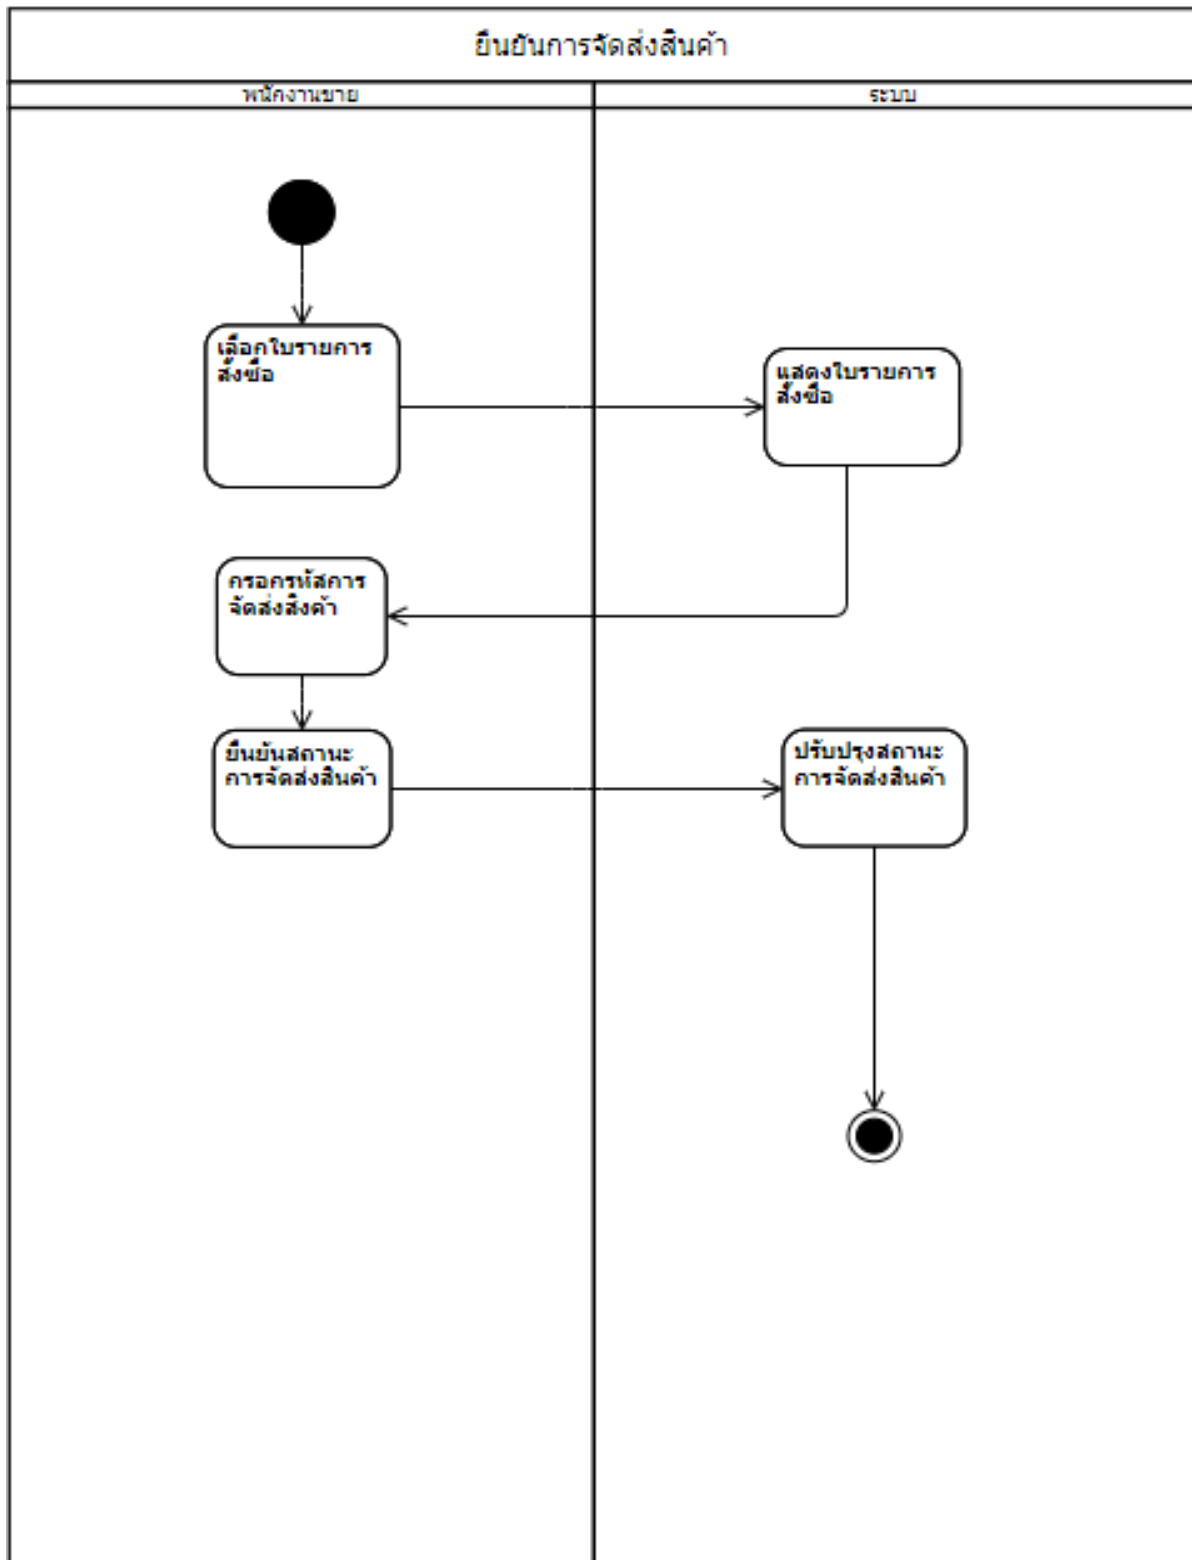 ยืนยันการจัดส่งสินค้า
พนักงานขาย
ระบบ
เลือกใบรายการ
สั่งซื้อ
แสดงใบรายการ
สั่งซื้อ
กรอกรหัสการ
จัดส่งสิงค้า
ยืนยันสถานะ
การจัดส่งสินค้า
ปรับปรุงสถานะ
การจัดส่งสินค้า